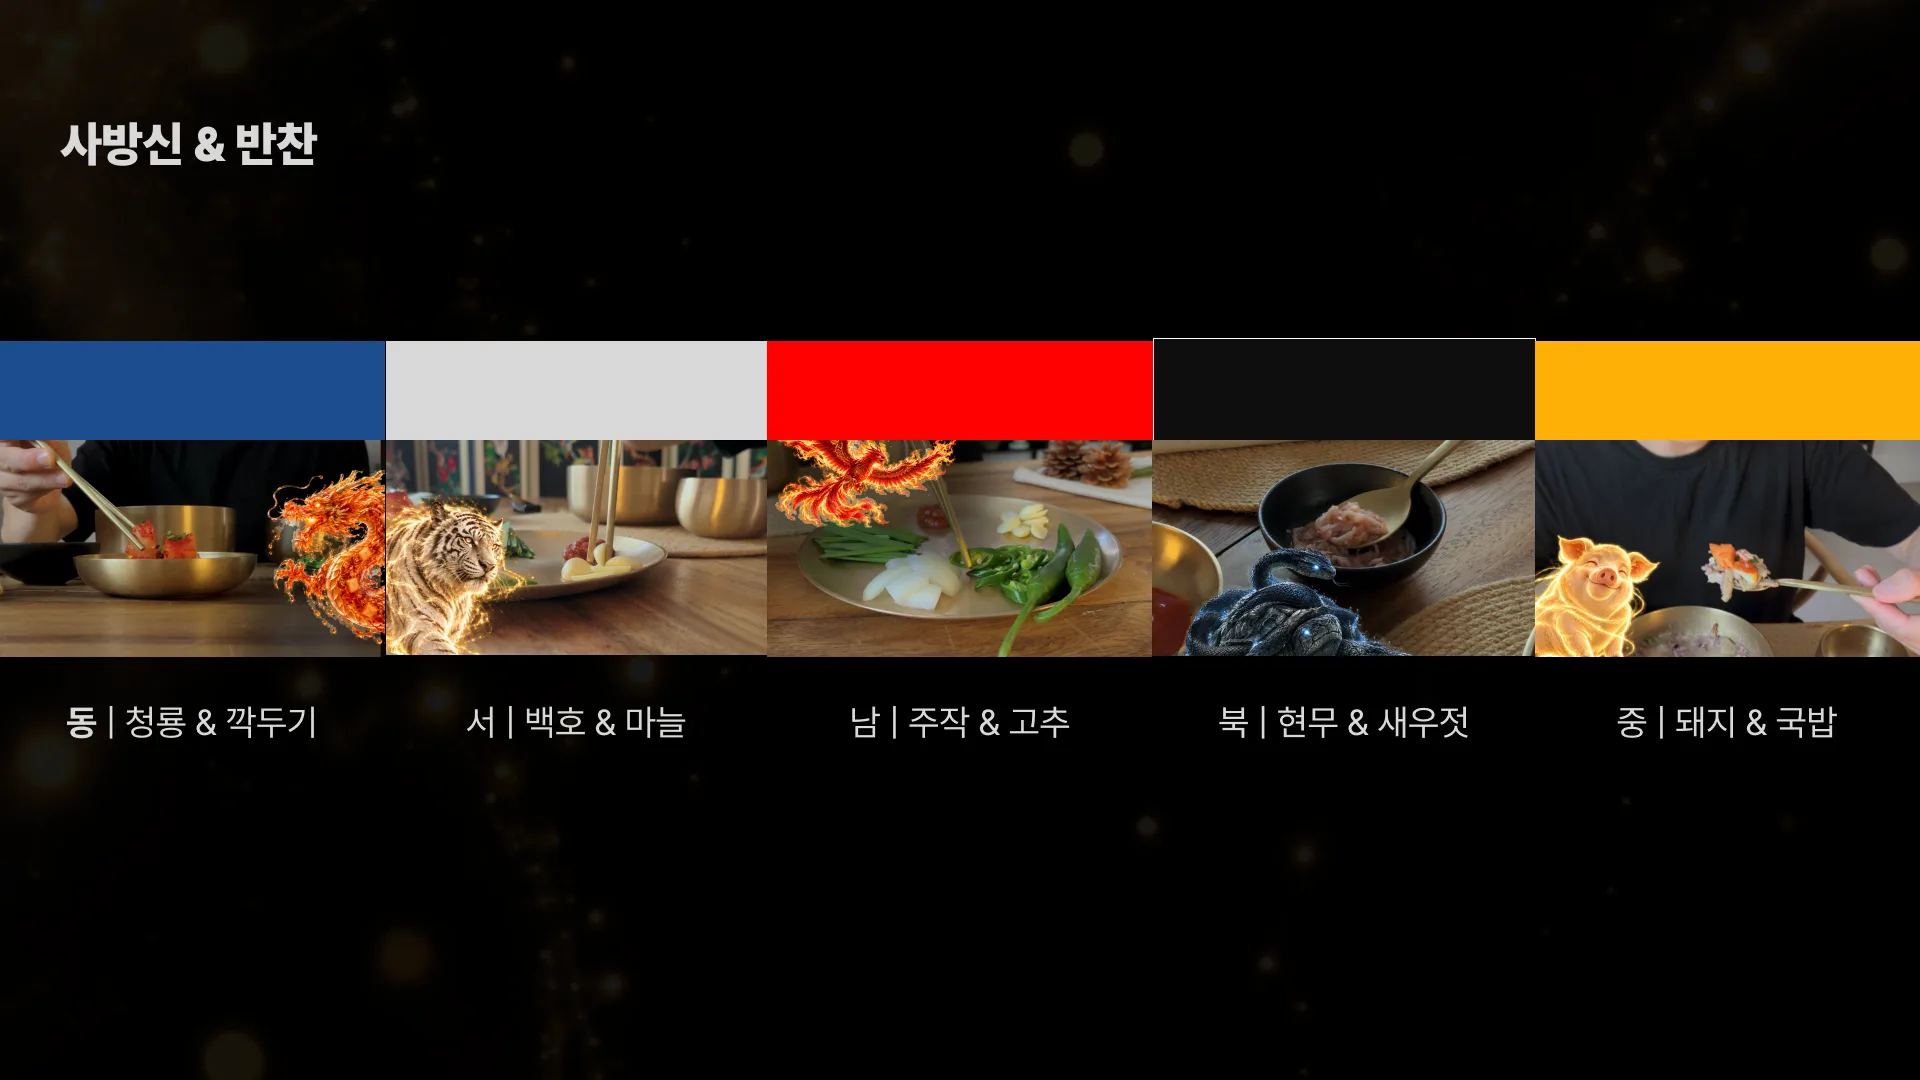 사방신 & 반찬
동 | 청룡 & 깍두기
서 | 백호 & 마늘
남 | 주작 & 고추
북 | 현무 & 새우젓
중 | 돼지 & 국밥